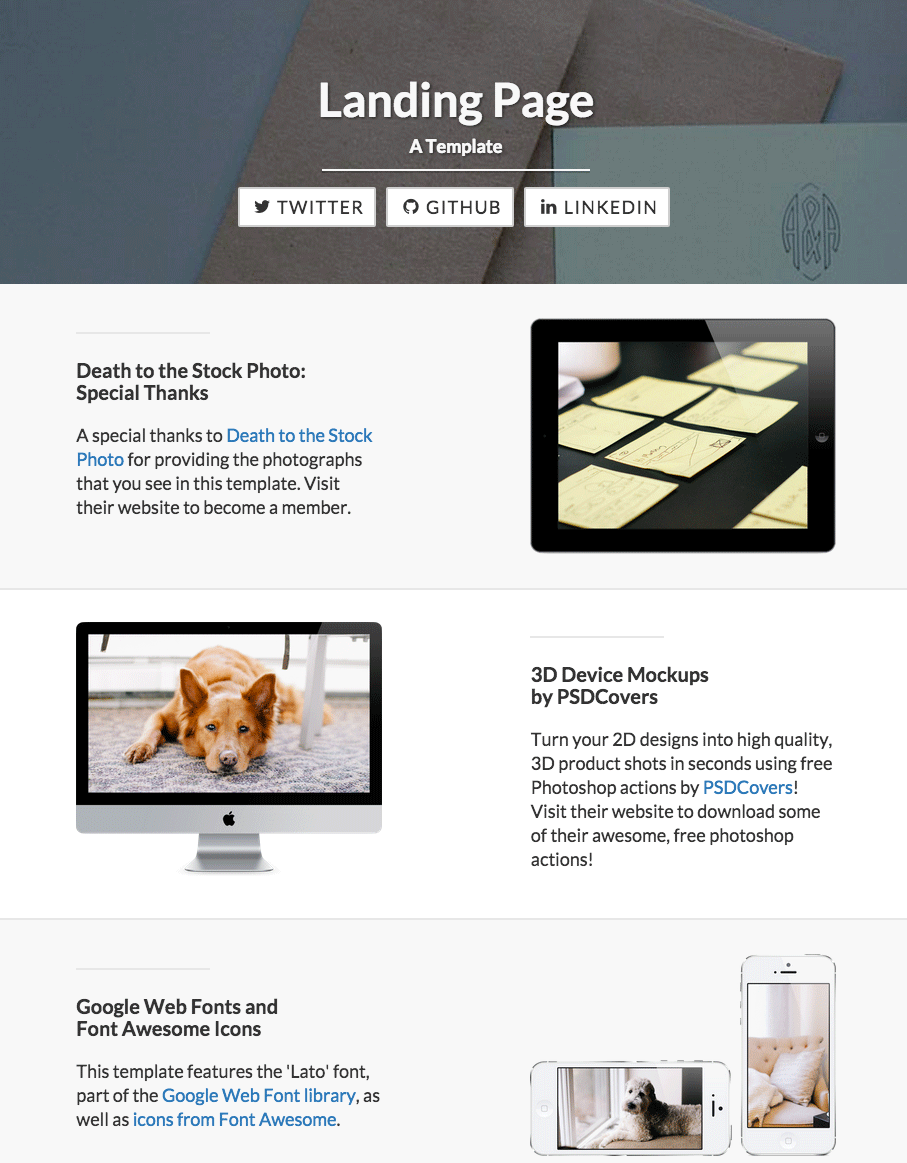 Landing Page
A Template
TWITTER
GITHUB
LINKEDIN
A&A
Death to the Stock Photo:
Special Thanks
A special thanks to Death to the Stock
Photo for providing the photographs
that you see in this template. Visit
their website to become a member.
3D Device Mockups
by PSDCovers
Turn your 2D designs into high quality,
3D product shots in seconds using free
Photoshop actions by PSDCovers!
Visit their website to download some
of their awesome, free photoshop
actions!
Google Web Fonts and
Font Awesome Icons
This template features the 'Lato' font,
part of the Google Web Font library, as
well as icons from Font Awesome.